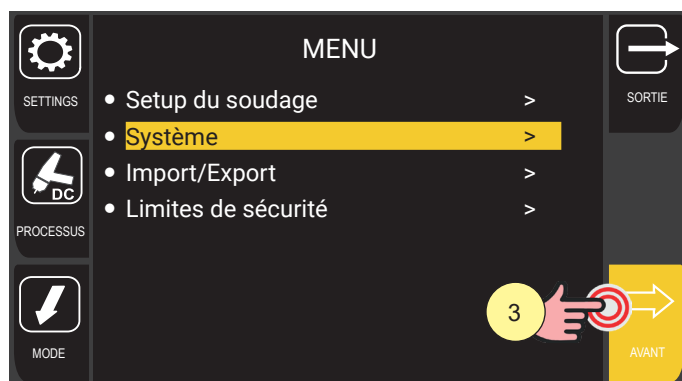 MENU
SETTINGS
SORTIE
• Setup du soudage >
• Système >
• Import/Export >
• Limites de sécurité >
DC
PROCESSUS
3
MODE
AVANT